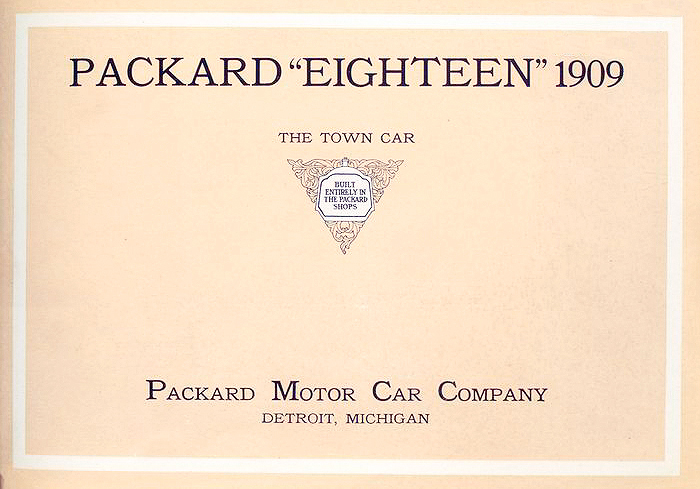 PACKARD “EIGHTEEN” 1909
THE TOWN CAR
BUILT
ENTIRELY IN
THE PACKARD
SHOPS
PACKARD MOTOR CAR COMPANY
DETROIT, MICHIGAN